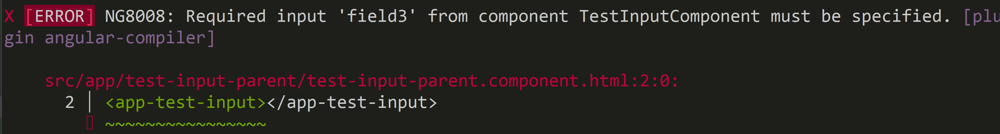 X [ERROR] NG8008: Required input 'field3' from component TestInputComponent must be specified. [plu
gin angular-compiler]
src/app/test-input-parent/test-input-parent.component.html:2:0:
2 │ <app-test-input></app-test-input>
~~~~~~~~~~~~~~~~